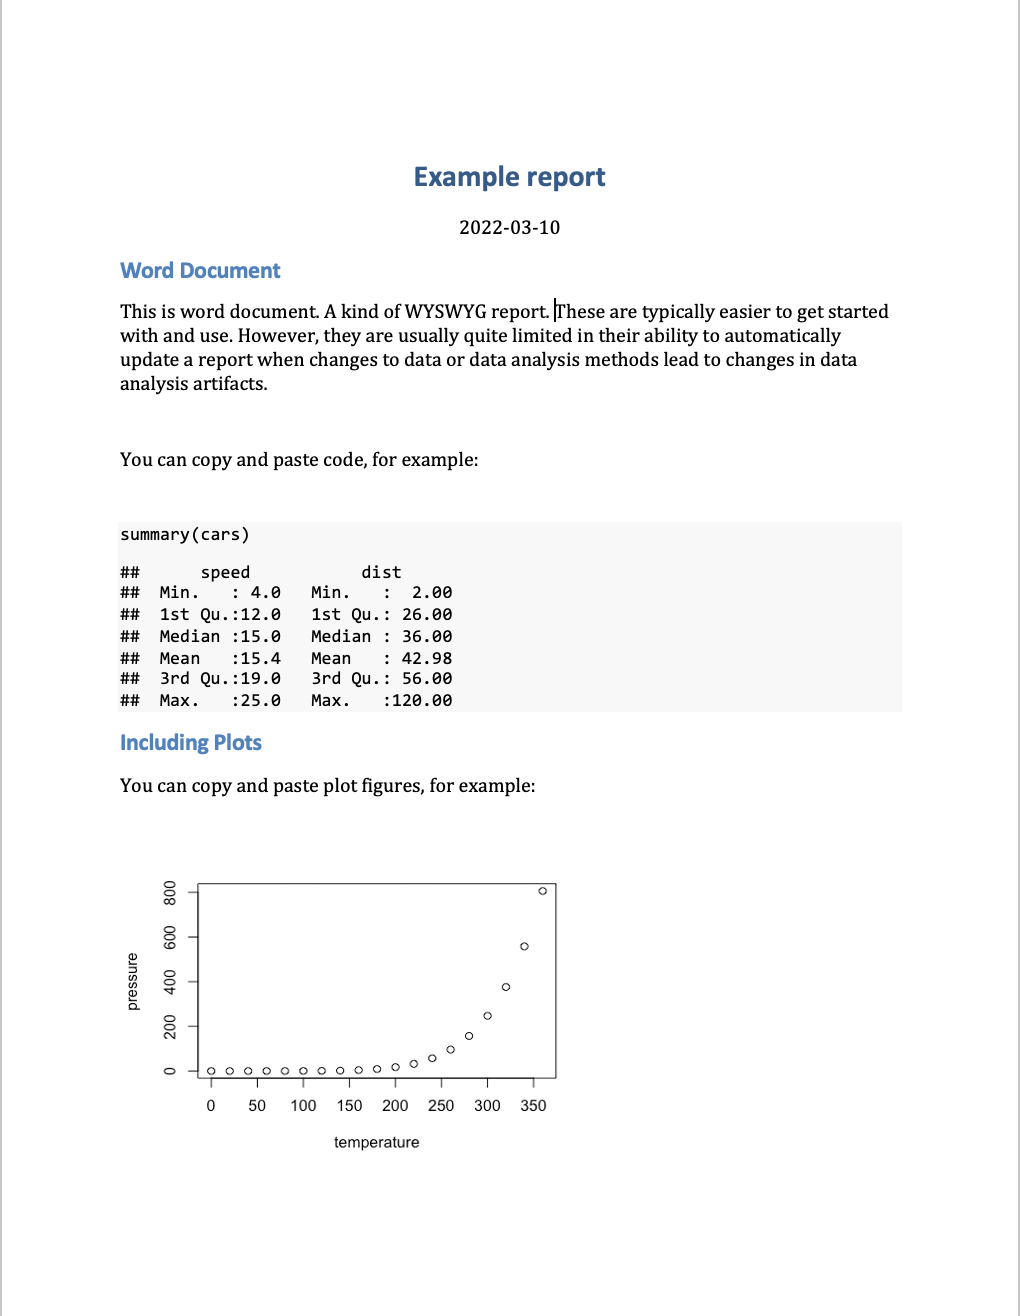 Example report
2022-03-10
Word Document
This is word document. A kind of WYSWYG report. These are typically easier to get started
with and use. However, they are usually quite limited in their ability to automatically
update a report when changes to data or data analysis methods lead to changes in data
analysis artifacts.
You can copy and paste code, for example:
summary(cars)
##      speed           dist
##  Min.   : 4.0   Min.   :  2.00
##  1st Qu.:12.0   1st Qu.: 26.00
##  Median :15.0   Median : 36.00
##  Mean   :15.4   Mean   : 42.98
##  3rd Qu.:19.0   3rd Qu.: 56.00
##  Max.   :25.0   Max.   :120.00
Including Plots
You can copy and paste plot figures, for example:
800
600
400
200
0
pressure
0 50 100 150 200 250 300 350
temperature